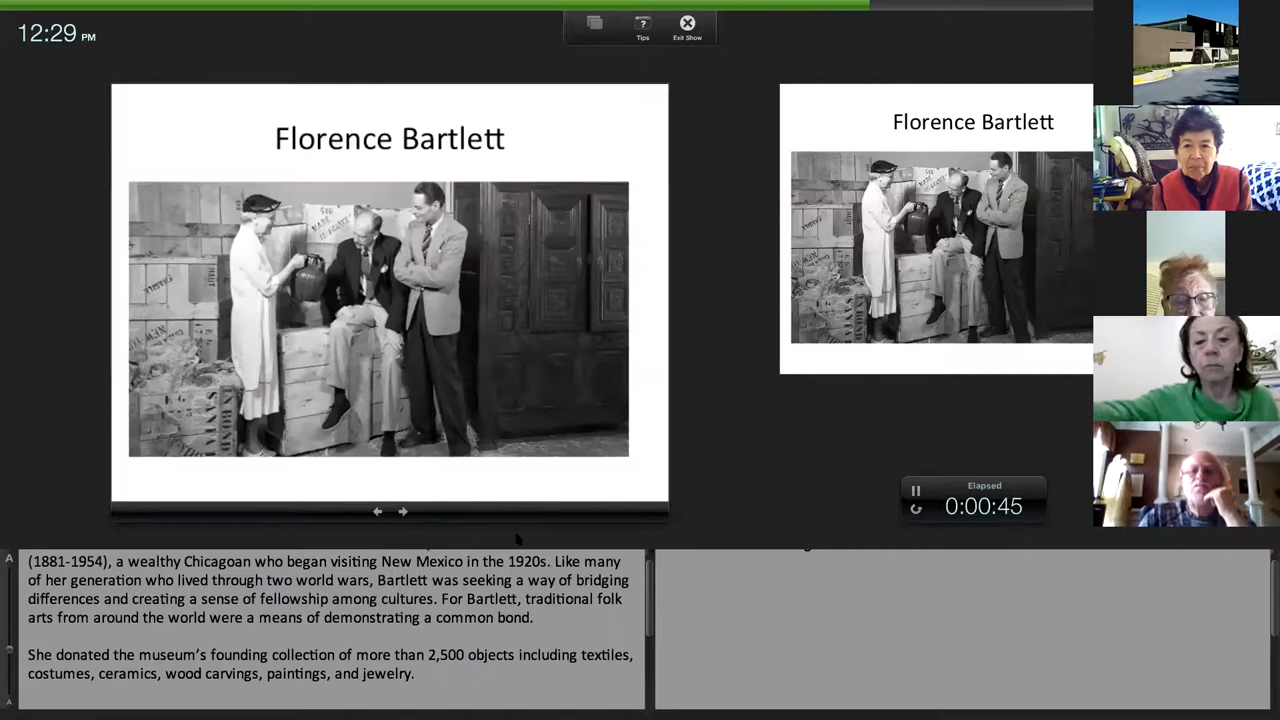 12:29 PM
Tips
Exit Show
Florence Bartlett
Florence Bartlett
Elapsed
0:00:45
A
(1881-1954), a wealthy Chicagoan who began visiting New Mexico in the 1920s. Like many
of her generation who lived through two world wars, Bartlett was seeking a way of bridging
differences and creating a sense of fellowship among cultures. For Bartlett, traditional folk
arts from around the world were a means of demonstrating a common bond.
She donated the museum's founding collection of more than 2,500 objects including textiles,
costumes, ceramics, wood carvings, paintings, and jewelry.
A